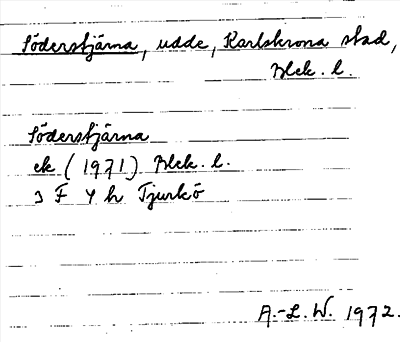 Söderstjärna, udde, Karlskrona stad,
Blek. l.
Söderstjärna
ek (1971) Blek. l.
3 F 4 h Tjurkö
A.-L. W. 1972.